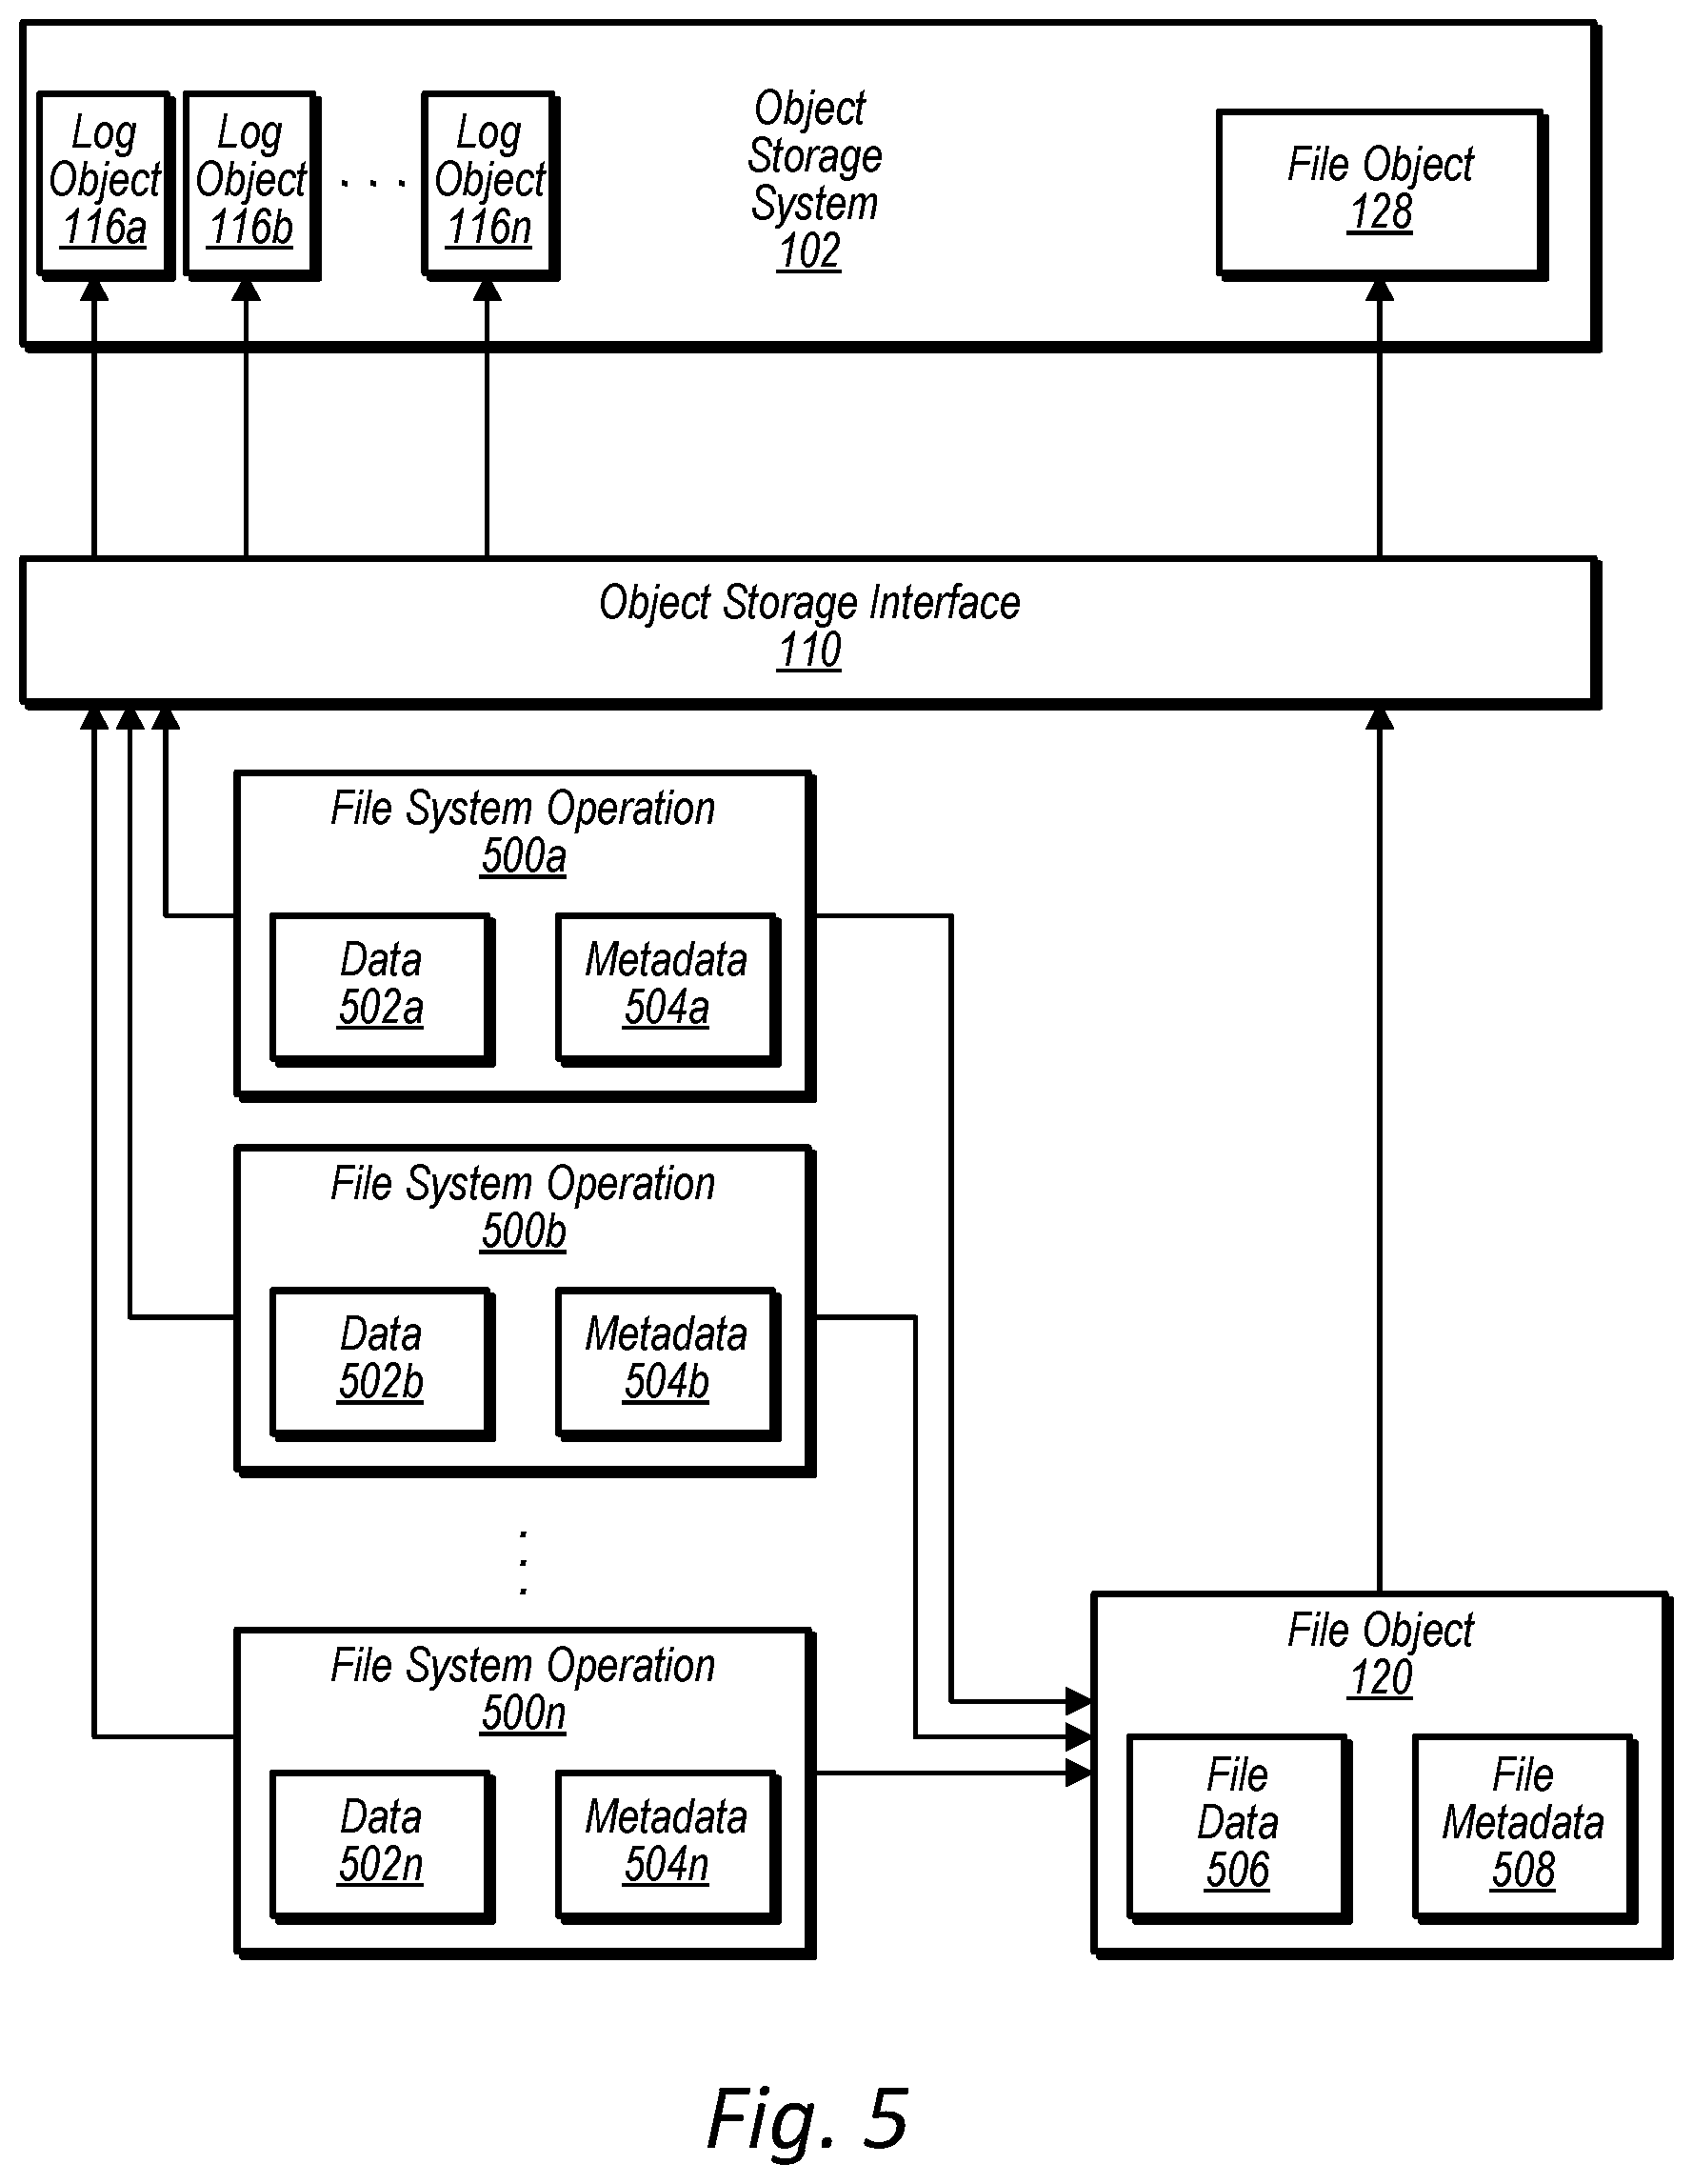 Log
Object
116a
Log
Object
116b
. . .
Log
Object
116n
Object
Storage
System
102
File Object
128
Object Storage Interface
110
File System Operation
500a
Data
502a
Metadata
504a
File System Operation
500b
Data
502b
Metadata
504b
. . .
File System Operation
500n
Data
502n
Metadata
504n
File Object
120
File
Data
506
File
Metadata
508
Fig. 5